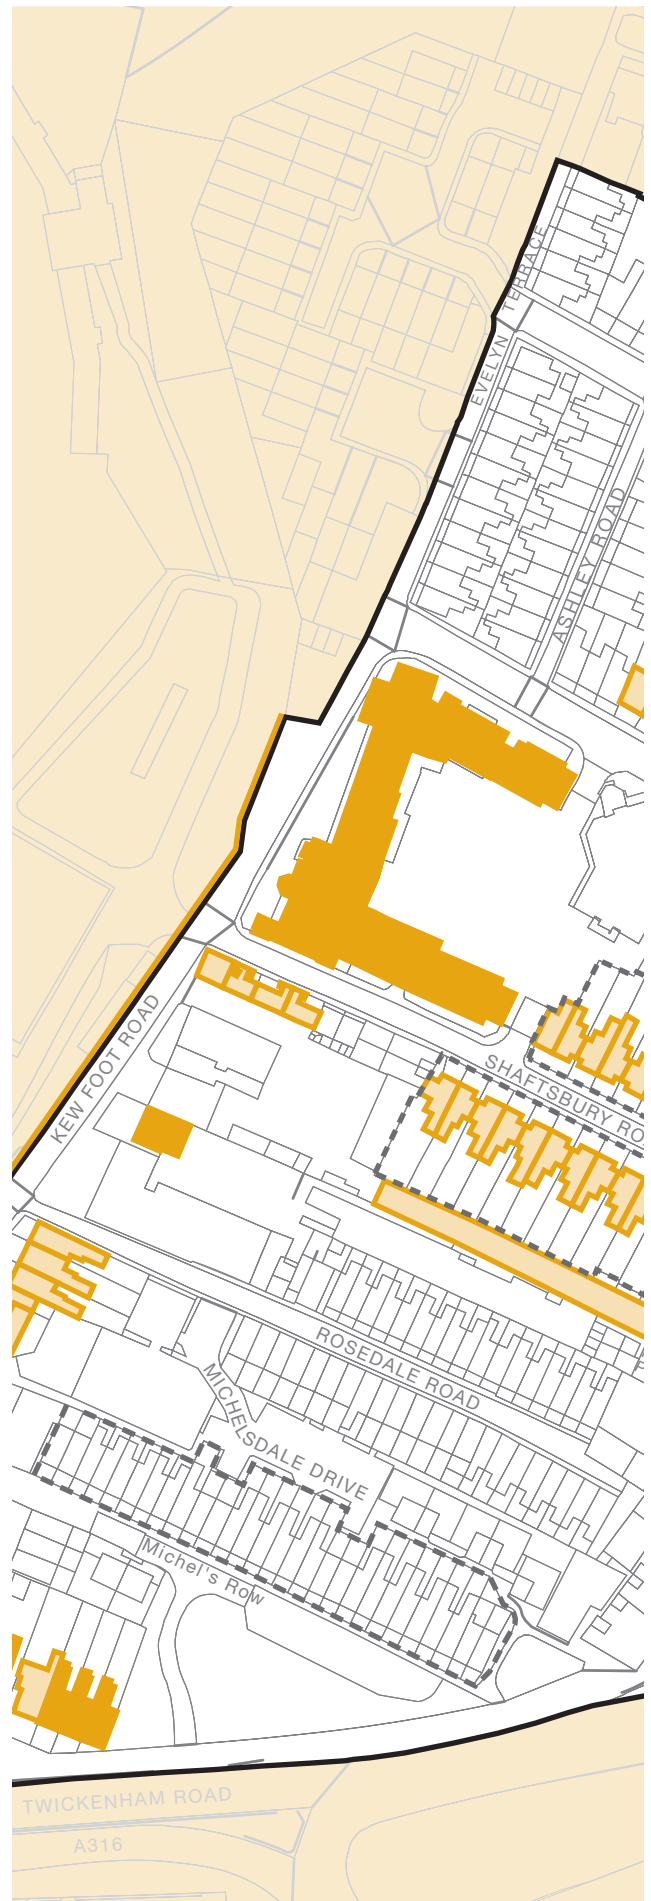 EVELYN TERRACE
ASHLEY ROAD
KEW FOOT ROAD
SHAFTSBURY RO
ROSEDALE ROAD
MICHELSDALE DRIVE
Michel's Row
TWICKENHAM ROAD
A316